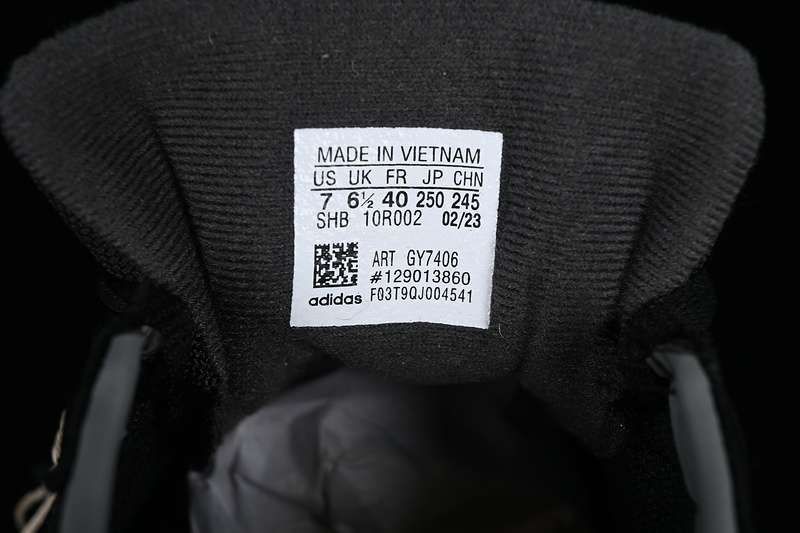 MADE IN VIETNAM
US UK FR JP CHN
7 6½ 40 250 245
SHB 10R002 02/23
ART GY7406
#129013860
adidas F03T9QJ004541